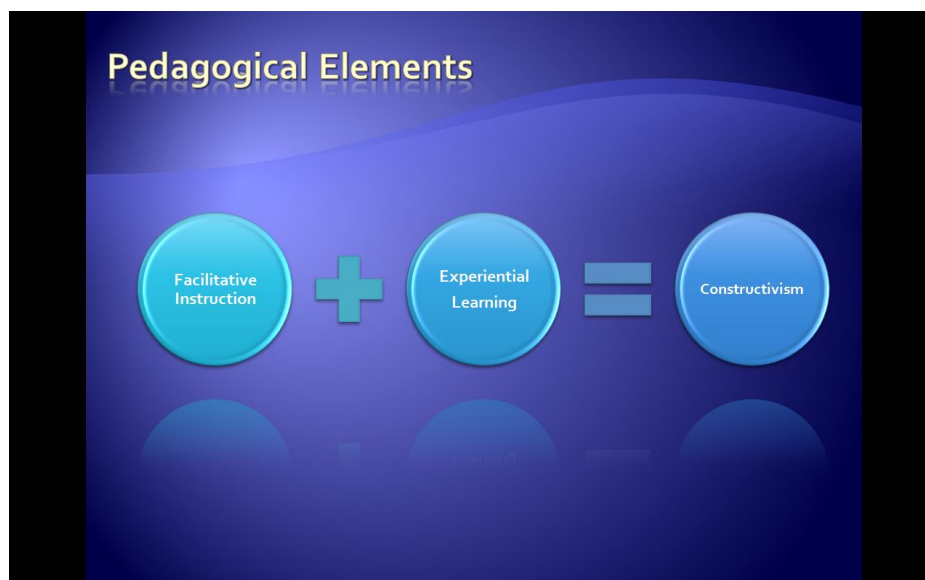 Pedagogical Elements
Facilitative
Instruction
Experiential
Learning
Constructivism